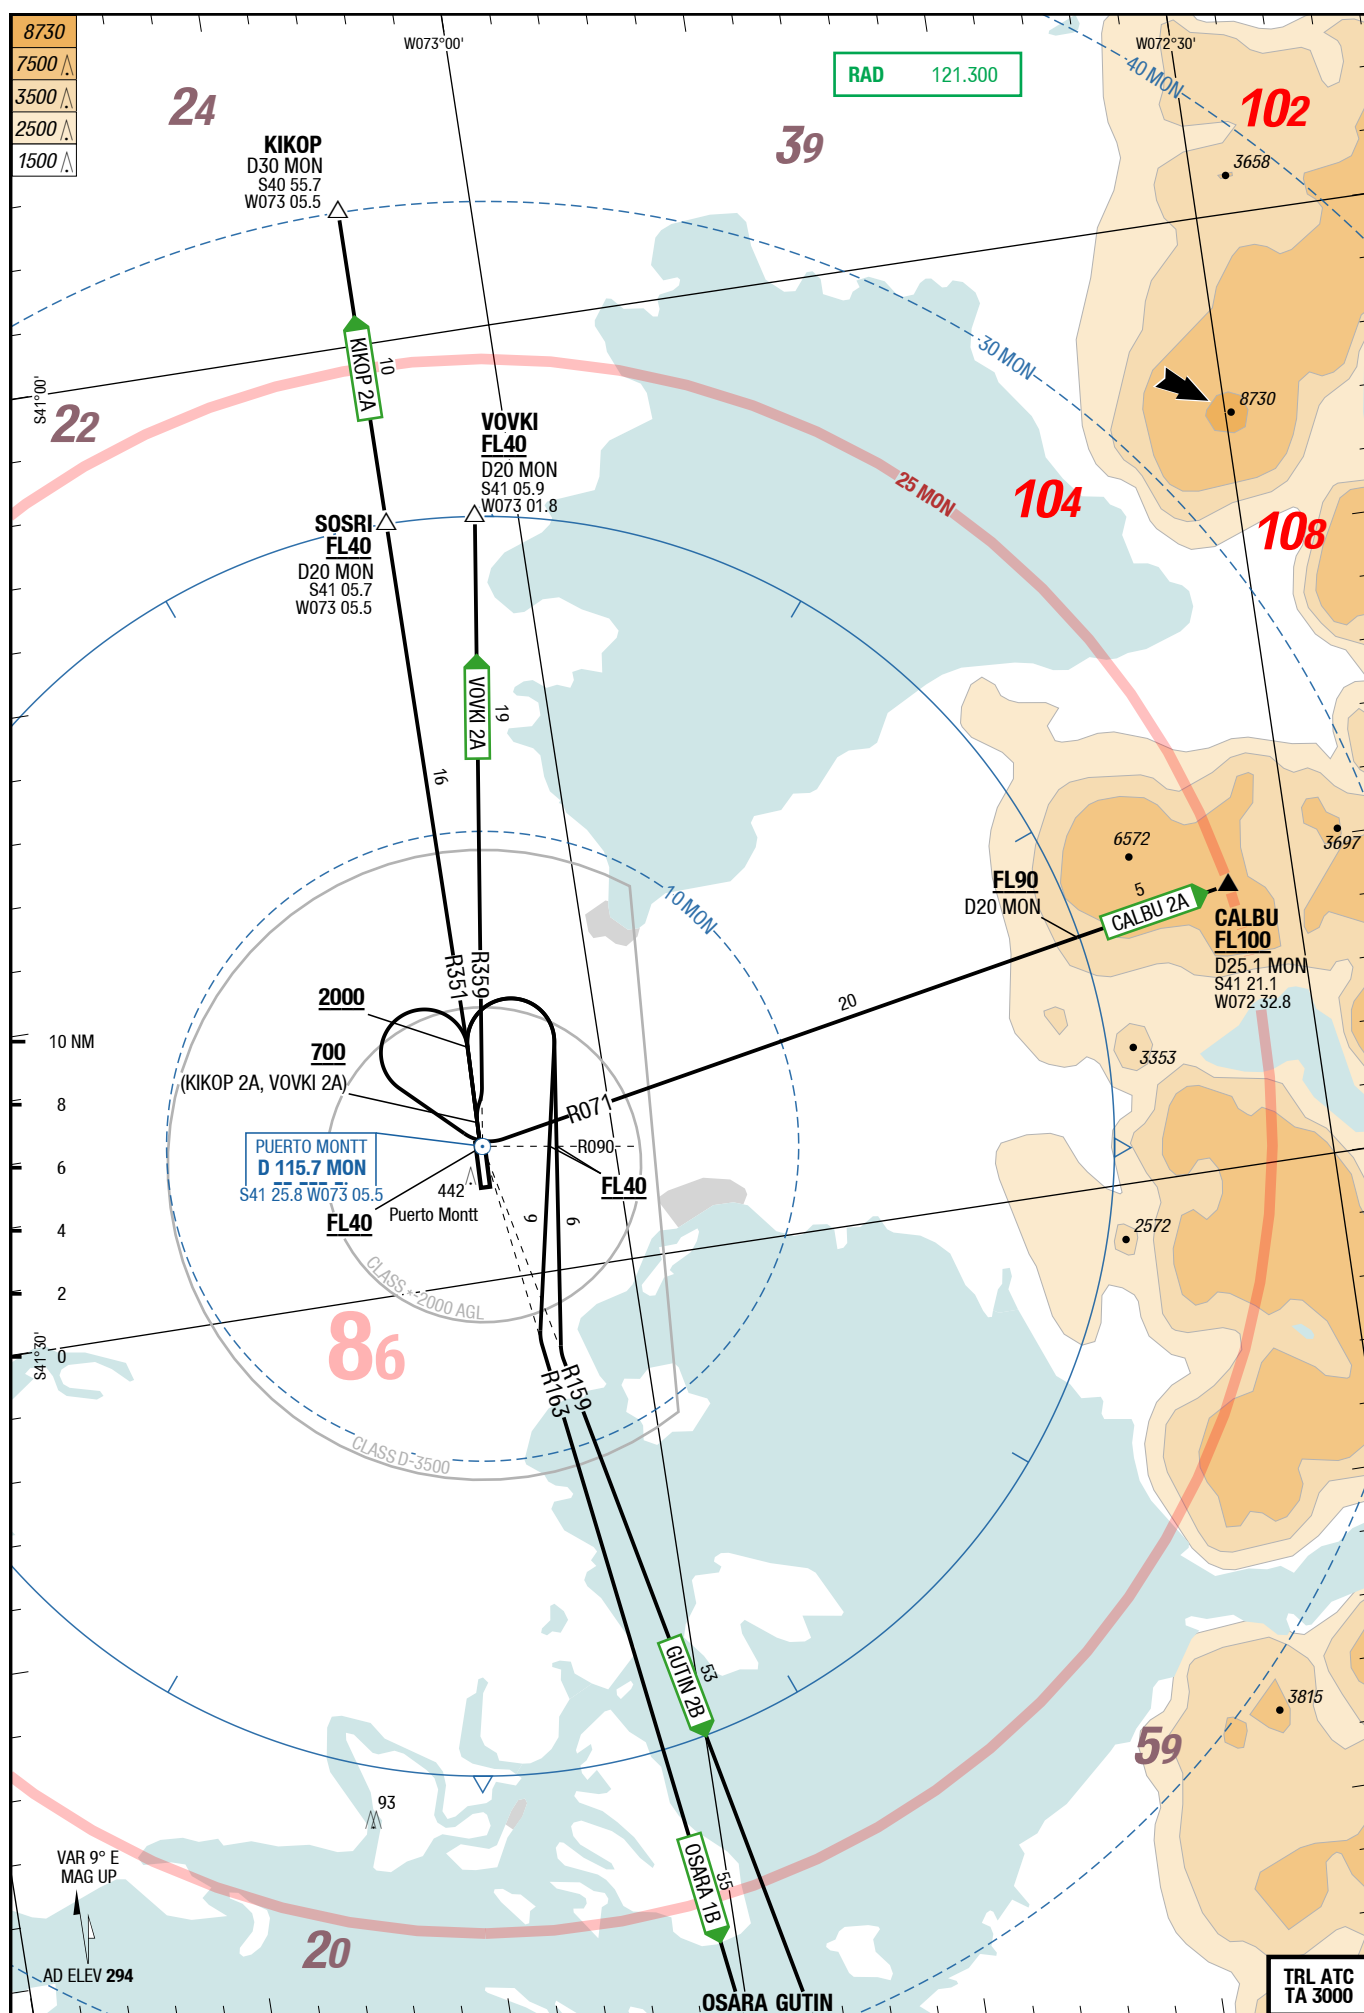 8730
7500
3500
2500
1500
W073°00'
W072°30'
RAD 121.300
40 MON
102
24
39
3658
KIKOP
D30 MON
S40 55.7
W073 05.5
30 MON
8730
S41°00'
22
KIKOP 2A
10
VOVKI
FL40
D20 MON
S41 05.9
W073 01.8
25 MON
104
108
SOSRI
FL40
D20 MON
S41 05.7
W073 05.5
VOVKI 2A
19
16
6572
3697
10 MON
FL90
D20 MON
5
CALBU 2A
CALBU
FL100
D25.1 MON
S41 21.1
W072 32.8
R351
R359
2000
20
10 NM
3353
700
(KIKOP 2A, VOVKI 2A)
8
R071
PUERTO MONTT
D 115.7 MON
S41 25.8 W073 05.5
R090
6
442
Puerto Montt
FL40
FL40
9
6
4
2572
CLASS *-2000 AGL
2
86
S41°30'
0
R163
R159
CLASS D-3500
GUTIN 2B
53
3815
59
93
VAR 9° E
MAG UP
OSARA 1B
55
20
AD ELEV 294
TRL ATC
TA 3000
OSARA GUTIN